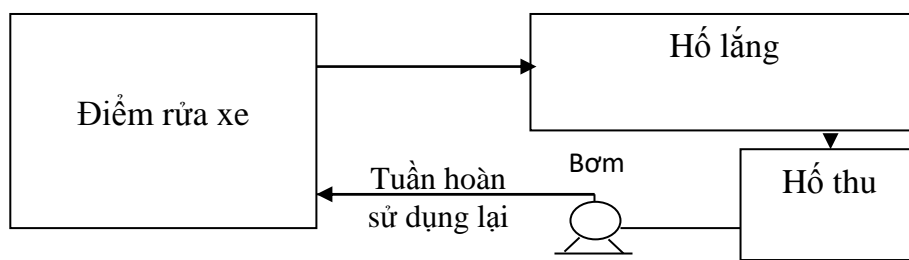 Hố lắng
Điểm rửa xe
Bơm
Hố thu
Tuần hoàn
sử dụng lại